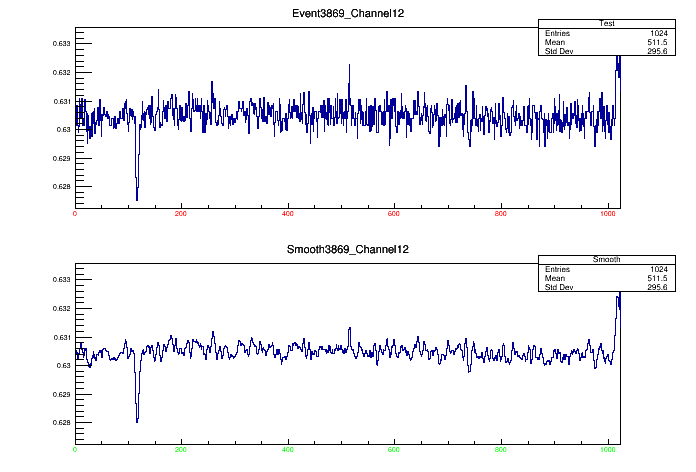 Event3869_Channel12
Test
Entries 1024
Mean 511.5
Std Dev 295.6
0.633
0.632
0.631
0.63
0.629
0.628
0 200 400 600 800 1000
Smooth3869_Channel12
Smooth
Entries 1024
Mean 511.5
Std Dev 295.6
0.633
0.632
0.631
0.63
0.629
0.628
0 200 400 600 800 1000